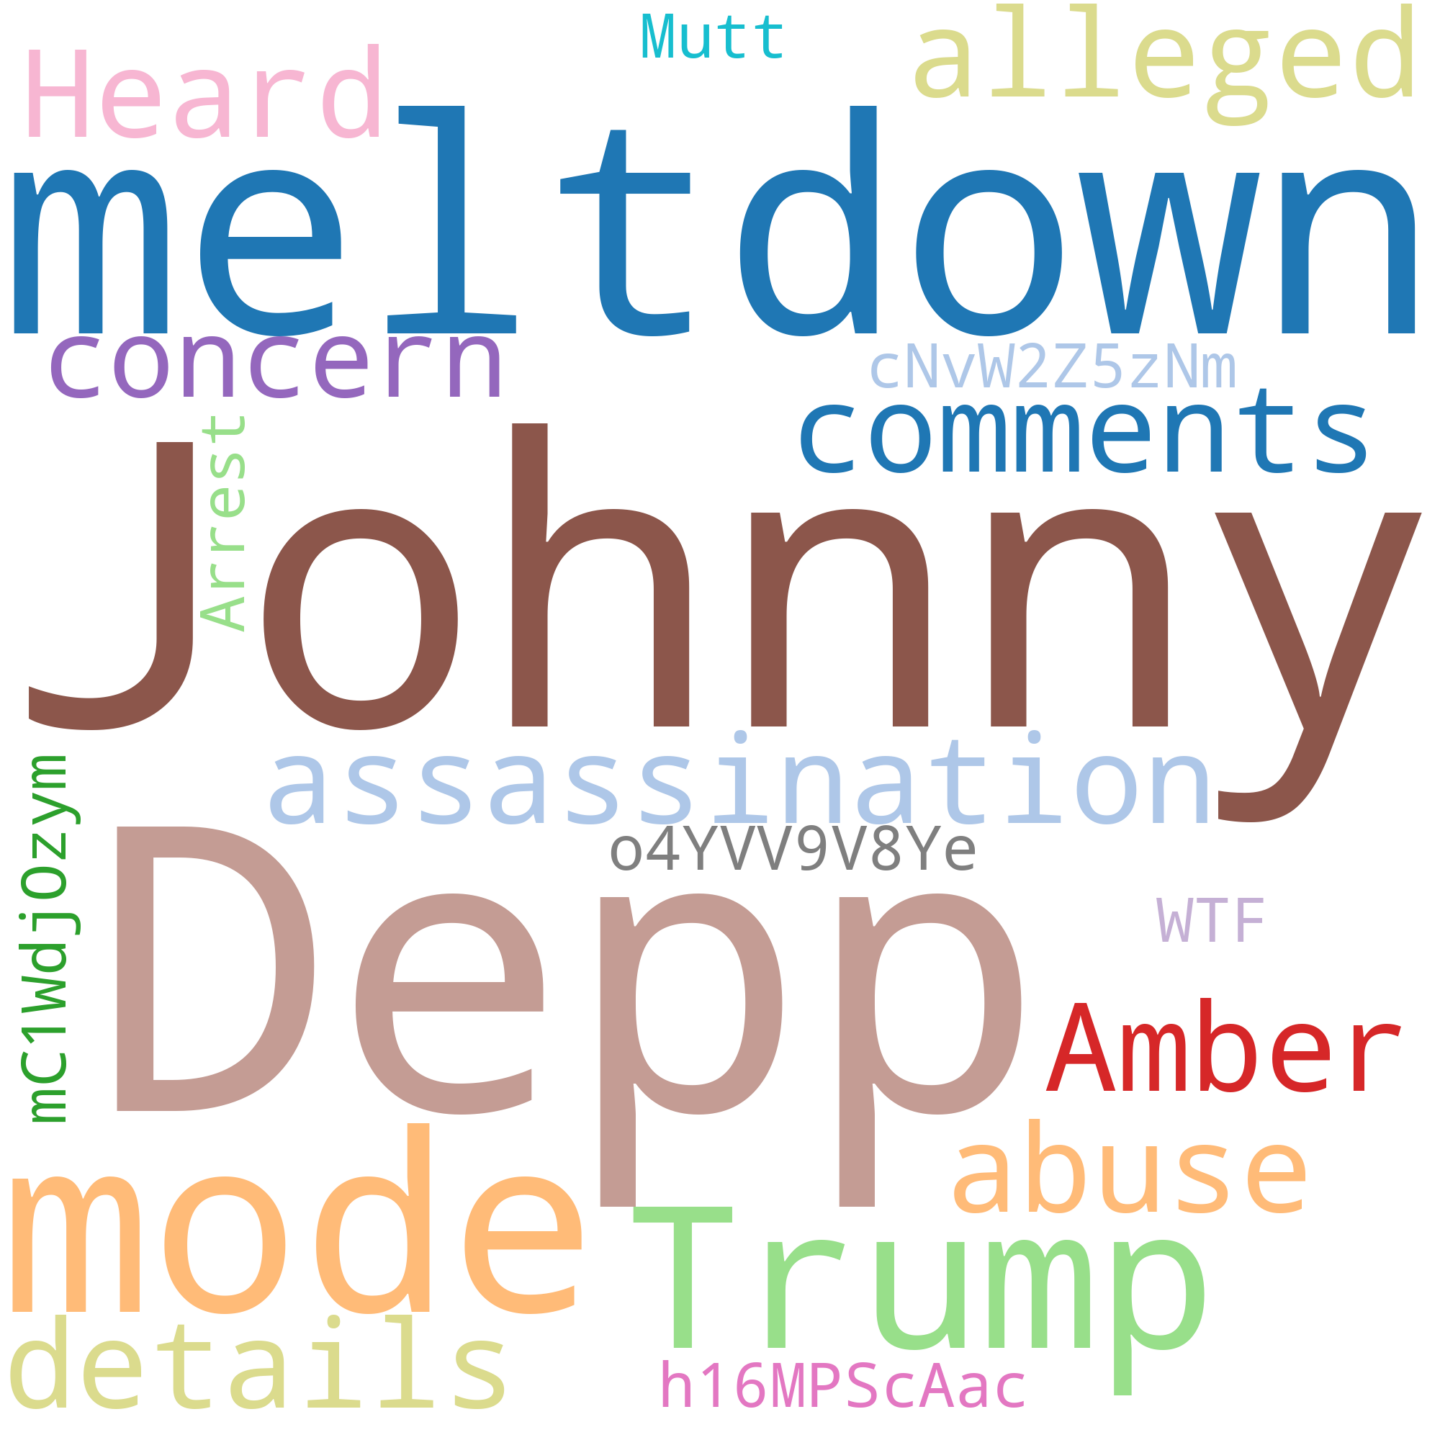 Mutt
alleged
Heard
meltdown
concern
cNvW2Z5zNm
comments
Arrest
Johnny
assassination
o4YVV9V8Ye
mC1WdjOzym
Depp
WTF
Amber
mode
abuse
Trump
details
h16MPScAac